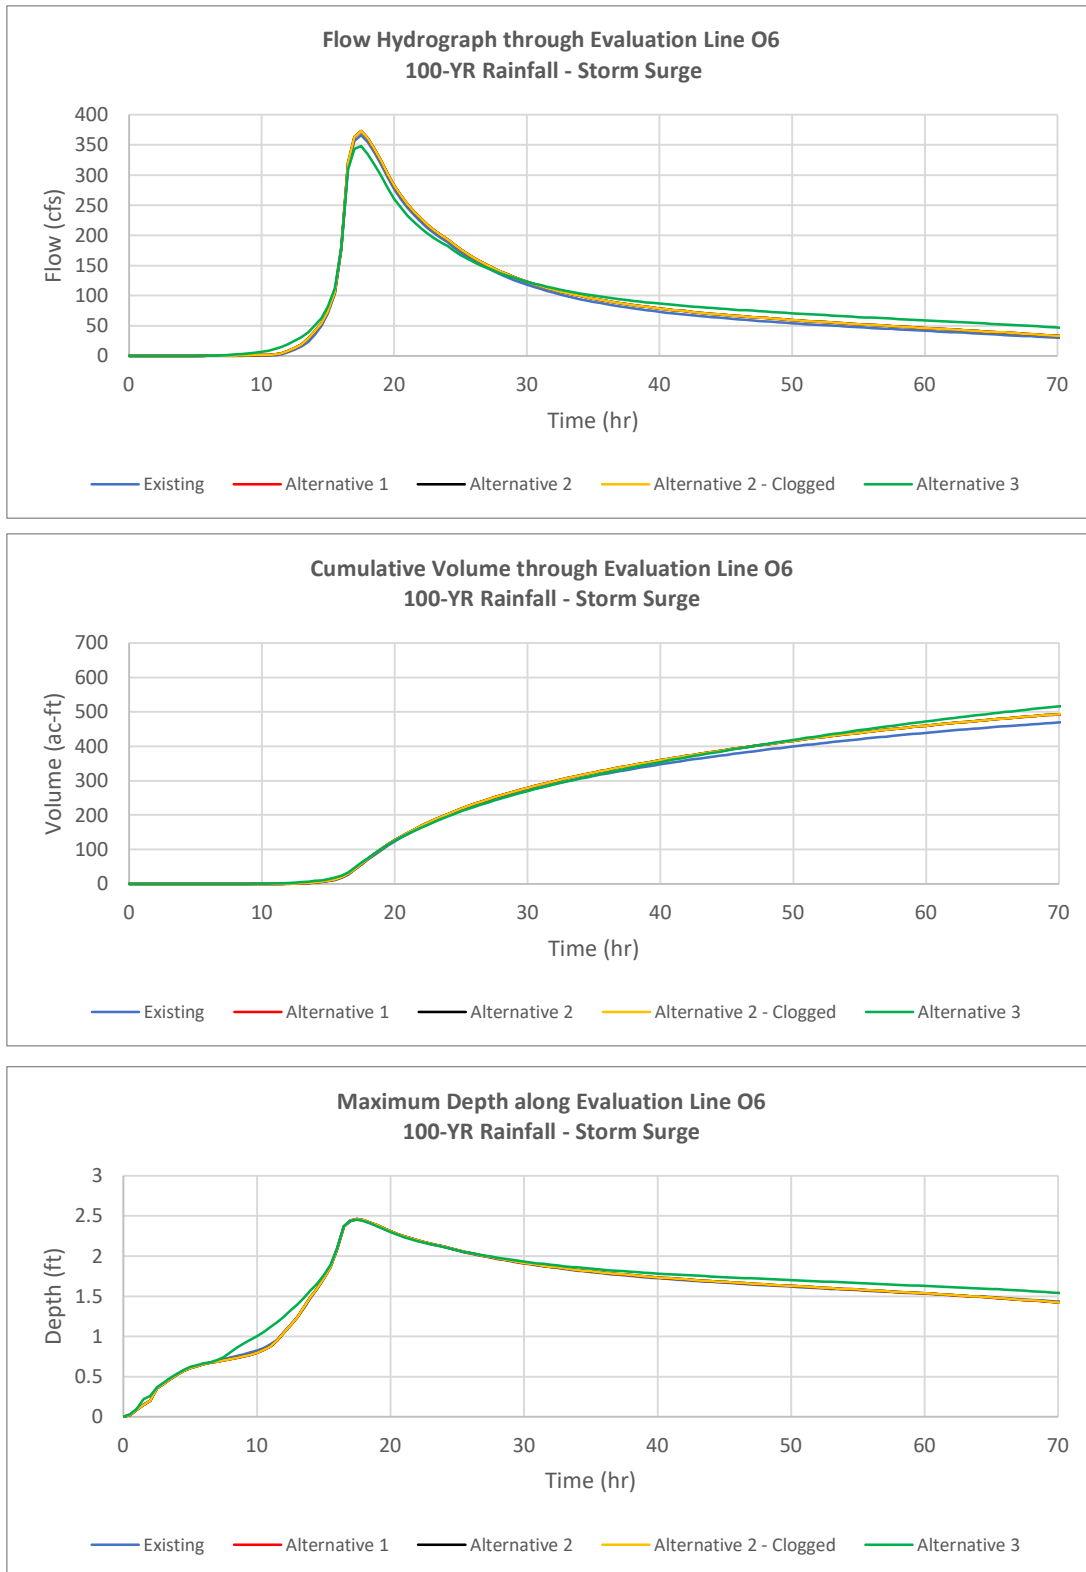 Flow Hydrograph through Evaluation Line O6
100-YR Rainfall - Storm Surge
400
350
300
250
200
150
100
50
0
Flow (cfs)
0 10 20 30 40 50 60 70
Time (hr)
Existing Alternative 1 Alternative 2 Alternative 2 - Clogged Alternative 3
Cumulative Volume through Evaluation Line O6
100-YR Rainfall - Storm Surge
700
600
500
400
300
200
100
0
Volume (ac-ft)
0 10 20 30 40 50 60 70
Time (hr)
Existing Alternative 1 Alternative 2 Alternative 2 - Clogged Alternative 3
Maximum Depth along Evaluation Line O6
100-YR Rainfall - Storm Surge
3
2.5
2
1.5
1
0.5
0
Depth (ft)
0 10 20 30 40 50 60 70
Time (hr)
Existing Alternative 1 Alternative 2 Alternative 2 - Clogged Alternative 3